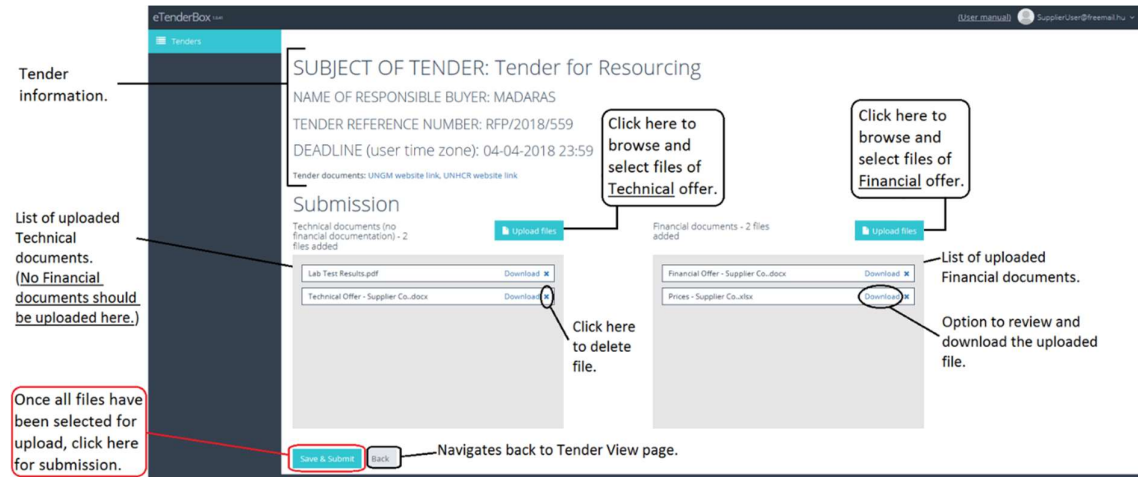 eTenderBox.com
(User manual) SupplierUser@freemail.hu
Tenders
Tender
information.
SUBJECT OF TENDER: Tender for Resourcing
NAME OF RESPONSIBLE BUYER: MADARAS
TENDER REFERENCE NUMBER: RFP/2018/559
DEADLINE (user time zone): 04-04-2018 23:59
Tender documents: UNGM website link, UNHCR website link
Click here to
browse and
select files of
Technical offer.
Click here to
browse and
select files of
Financial offer.
Submission
Technical documents (no
financial documentation) - 2
files added
Upload files
Financial documents - 2 files
added
Upload files
List of uploaded
Technical
documents.
(No Financial
documents should
be uploaded here.)
Lab Test Results.pdf Download ×
Technical Offer - Supplier Co..docx Download ×
Financial Offer - Supplier Co..docx Download ×
Prices - Supplier Co..xlsx Download ×
List of uploaded
Financial documents.
Click here
to delete
file.
Option to review and
download the uploaded
file.
Once all files have
been selected for
upload, click here
for submission.
Save & Submit Back
Navigates back to Tender View page.